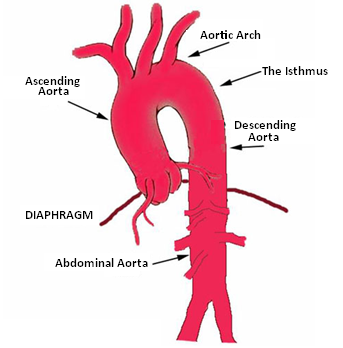 Aortic Arch
The Isthmus
Ascending
Aorta
Descending
Aorta
DIAPHRAGM
Abdominal Aorta